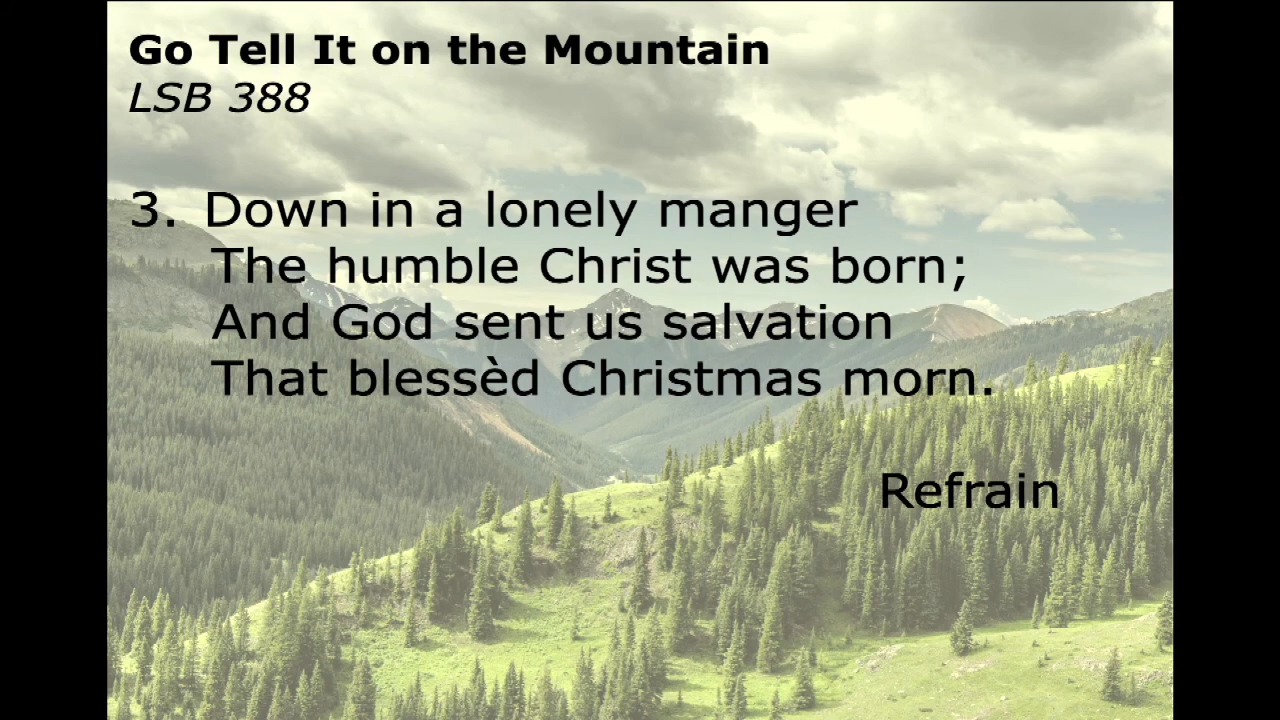 Go Tell It on the Mountain
LSB 388
3. Down in a lonely manger
The humble Christ was born;
And God sent us salvation
That blessèd Christmas morn.
Refrain